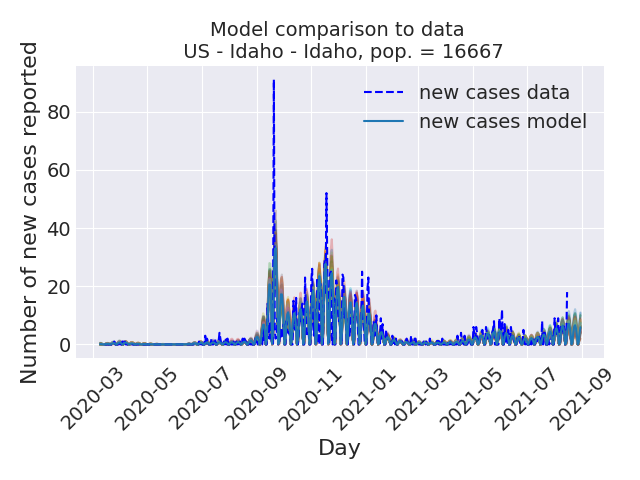 Model comparison to data
US - Idaho - Idaho, pop. = 16667
Number of new cases reported
80
60
40
20
0
new cases data
new cases model
2020-03
2020-05
2020-07
2020-09
2020-11
2021-01
2021-03
2021-05
2021-07
2021-09
Day